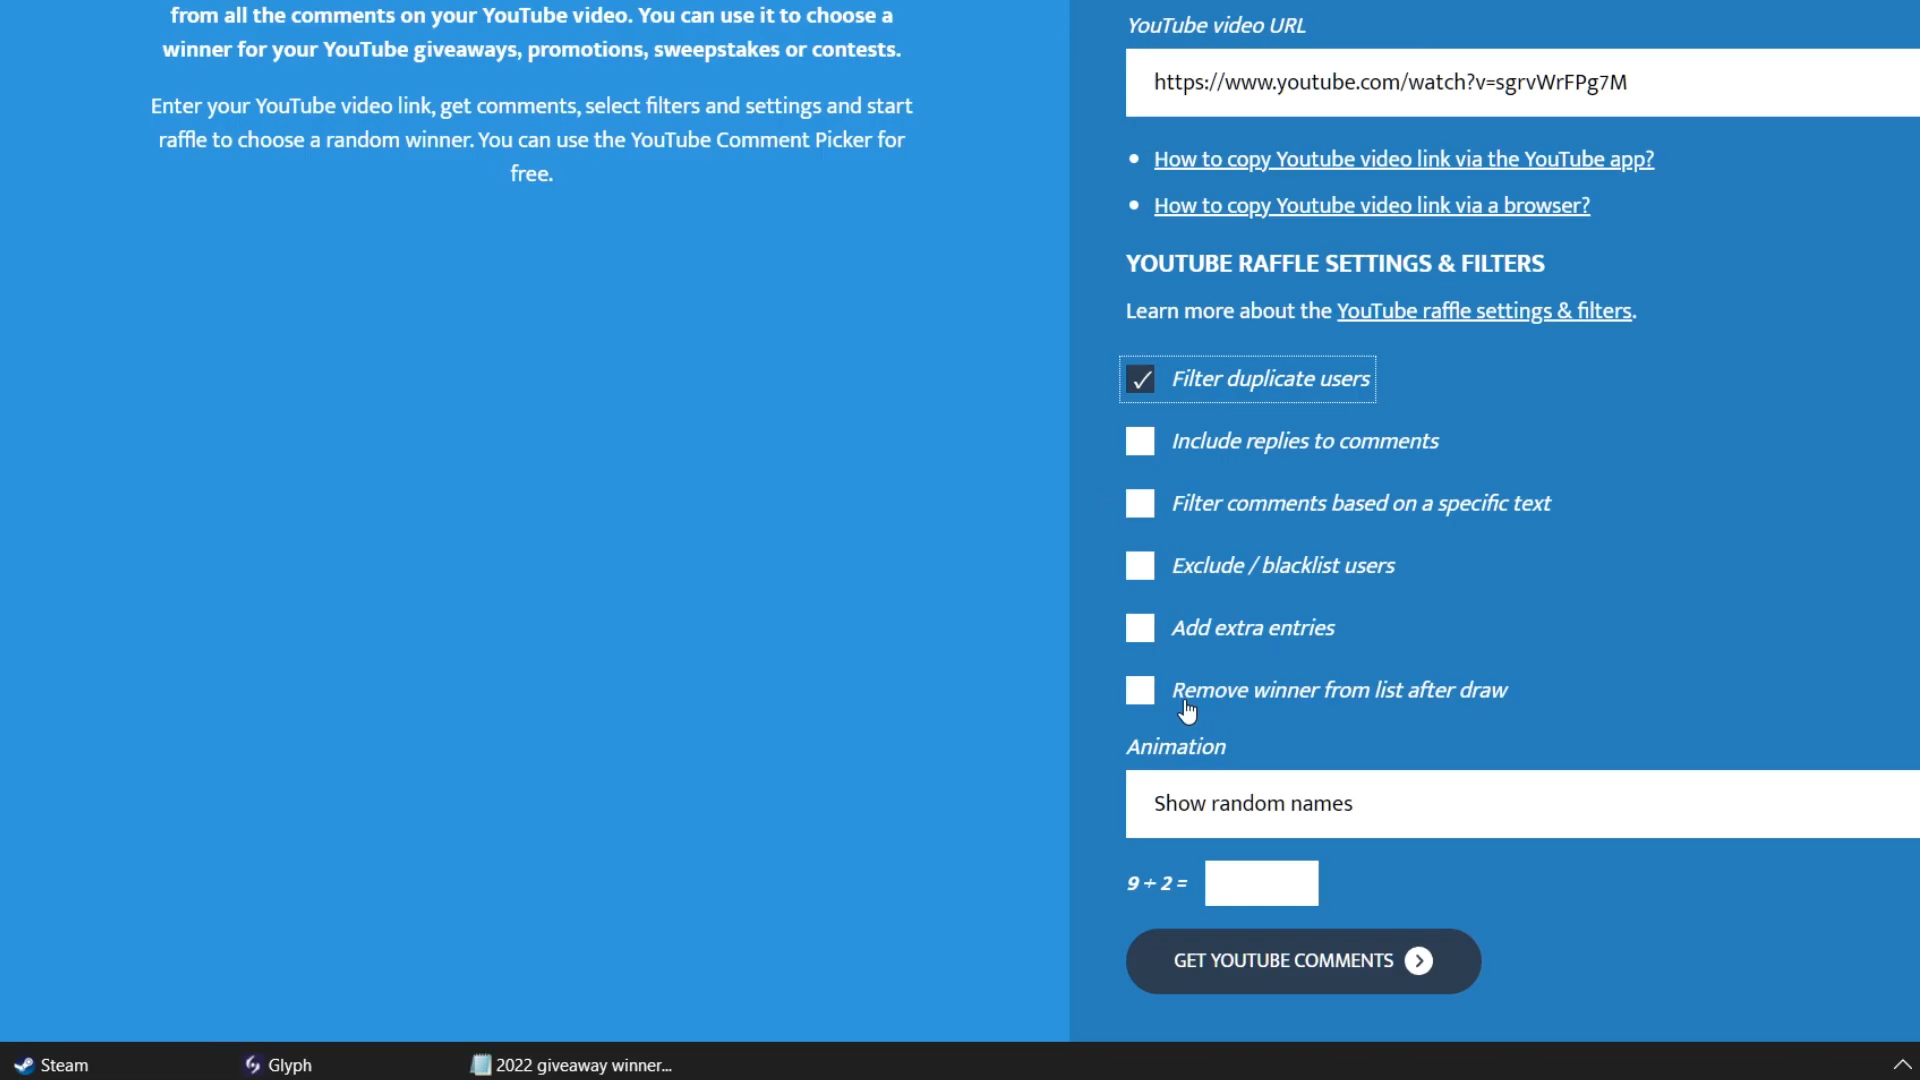 from all the comments on your YouTube video. You can use it to choose a
winner for your YouTube giveaways, promotions, sweepstakes or contests.
Enter your YouTube video link, get comments, select filters and settings and start
raffle to choose a random winner. You can use the YouTube Comment Picker for
free.
YouTube video URL
https://www.youtube.com/watch?v=sgrvWrFPg7M
• How to copy Youtube video link via the YouTube app?
• How to copy Youtube video link via a browser?
YOUTUBE RAFFLE SETTINGS & FILTERS
Learn more about the YouTube raffle settings & filters.
Filter duplicate users
Include replies to comments
Filter comments based on a specific text
Exclude / blacklist users
Add extra entries
Remove winner from list after draw
Animation
Show random names
9 + 2 =
GET YOUTUBE COMMENTS
Steam
Glyph
2022 giveaway winner...